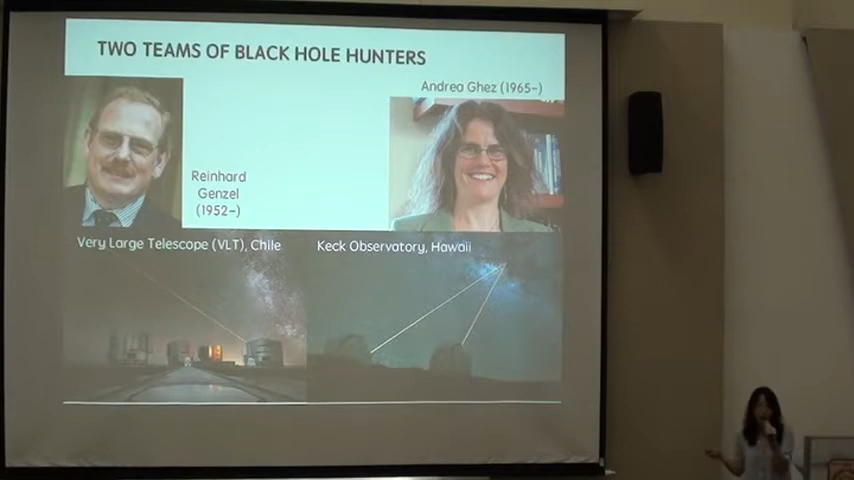 TWO TEAMS OF BLACK HOLE HUNTERS
Andrea Ghez (1965-)
Reinhard
Genzel
(1952-)
Very Large Telescope (VLT), Chile
Keck Observatory, Hawaii